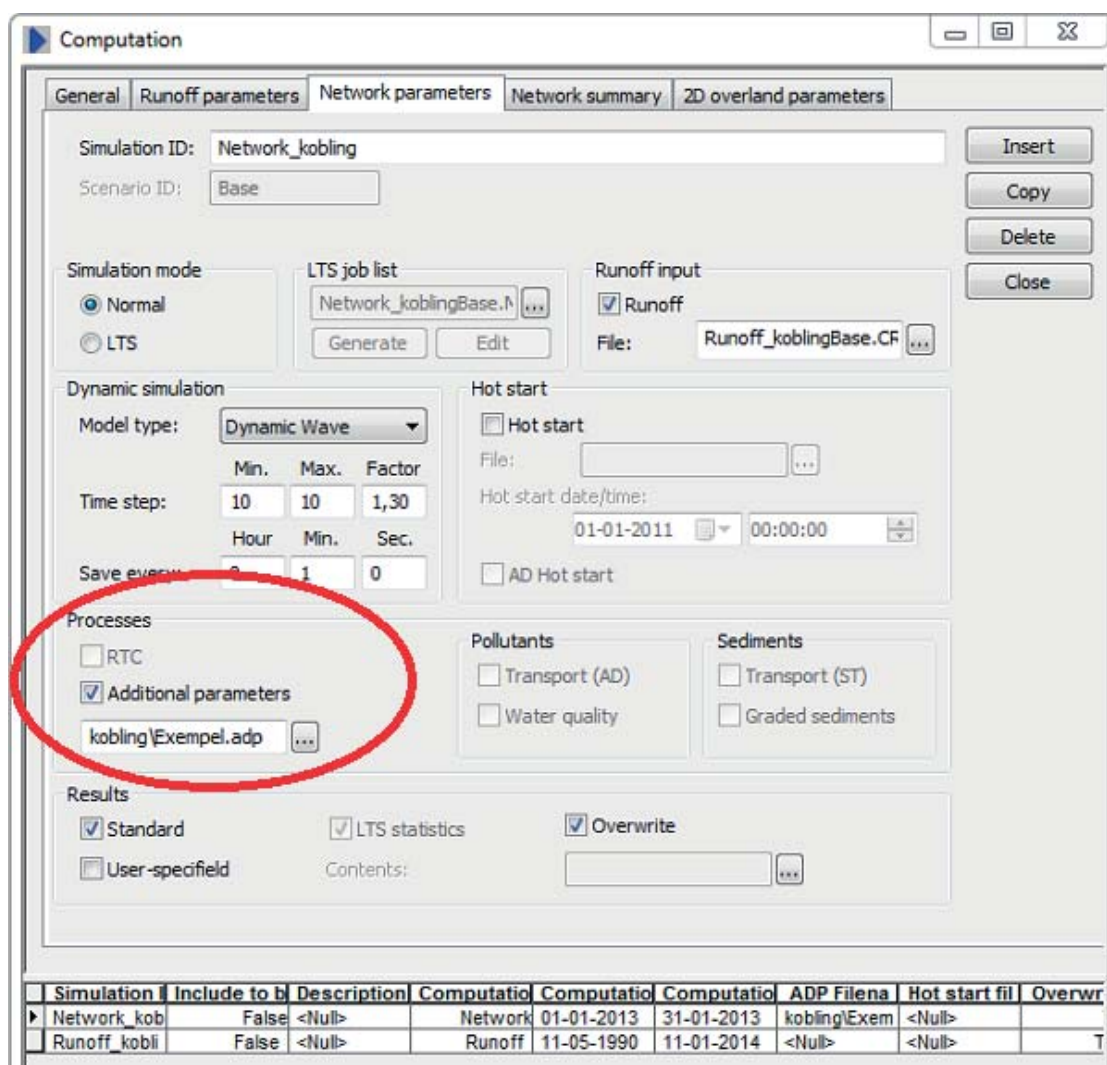 Computation
General Runoff parameters Network parameters Network summary 2D overland parameters
Simulation ID: Network_kobling Insert
Scenario ID: Base Copy
Delete
Simulation mode LTS job list Runoff input Close
Normal Network_koblingBase.M ... Runoff
LTS Generate Edit File: Runoff_koblingBase.CF ...
Dynamic simulation Hot start
Model type: Dynamic Wave Hot start
Min. Max. Factor File: ...
Time step: 10 10 1,30 Hot start date/time:
Hour Min. Sec. 01-01-2011 00:00:00
Save every: 1 0 AD Hot start
Processes Pollutants Sediments
RTC Transport (AD) Transport (ST)
Additional parameters Water quality Graded sediments
kobling\Exempel.adp ...
Results
Standard LTS statistics Overwrite
User-specifield Contents: ...
Simulation I Include to b Description Computatio Computatio Computatio ADP Filena Hot start fil Overwr
Network_kob False <Null> Network 01-01-2013 31-01-2013 kobling\Exem <Null>
Runoff_kobli False <Null> Runoff 11-05-1990 11-01-2014 <Null> <Null> T